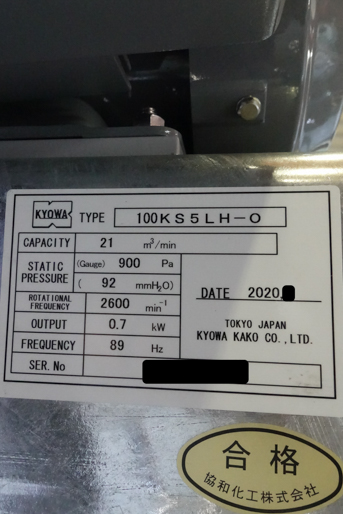 KYOWA TYPE 100KS5LH-O
CAPACITY 21 m³/min
STATIC PRESSURE (Gauge) 900 Pa
( 92 mmH₂O)
ROTATIONAL FREQUENCY 2600 min⁻¹
OUTPUT 0.7 kW
FREQUENCY 89 Hz
SER.No
DATE 2020.
TOKYO JAPAN
KYOWA KAKO CO.,LTD.
合格
協和化工株式会社